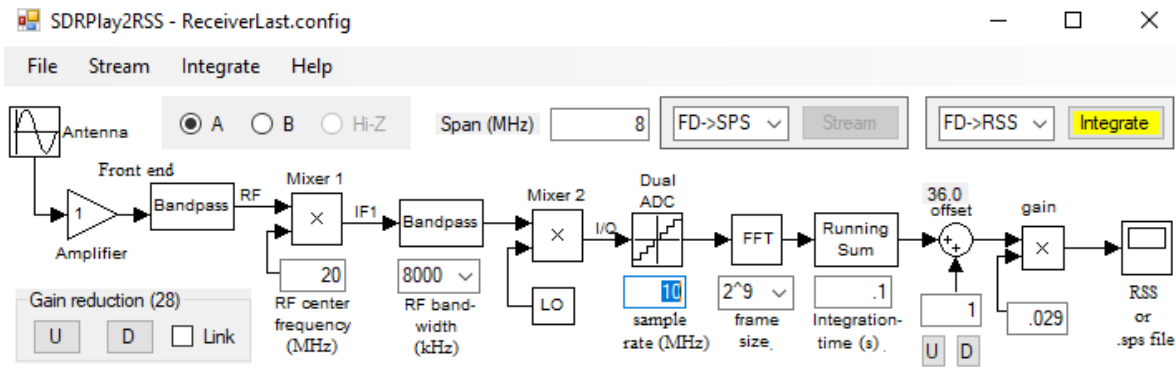 SDRPlay2RSS - ReceiverLast.config
File Stream Integrate Help
Antenna
A B Hi-Z
Span (MHz) 8
FD->SPS Stream
FD->RSS Integrate
Front end
1
Amplifier
Bandpass
RF
Mixer 1
×
IF1
Bandpass
Mixer 2
×
I/Q
Dual
ADC
FFT
Running
Sum
36.0
offset
+
+
gain
×
20
RF center
frequency
(MHz)
8000
RF band-
width
(kHz)
LO
10
sample
rate (MHz)
2^9
frame
size.
.1
Integration-
time (s) .
1
U D
.029
RSS
or
.sps file
Gain reduction (28)
U D Link